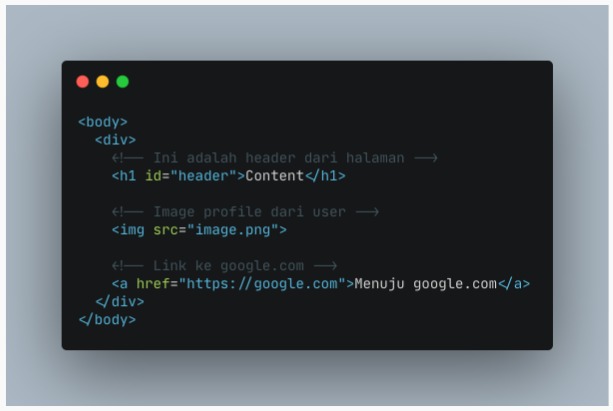 <body>
<div>
<!-- Ini adalah header dari halaman -->
<h1 id="header">Content</h1>
<!-- Image profile dari user -->
<img src="image.png">
<!-- Link ke google.com -->
<a href="https://google.com">Menuju google.com</a>
</div>
</body>